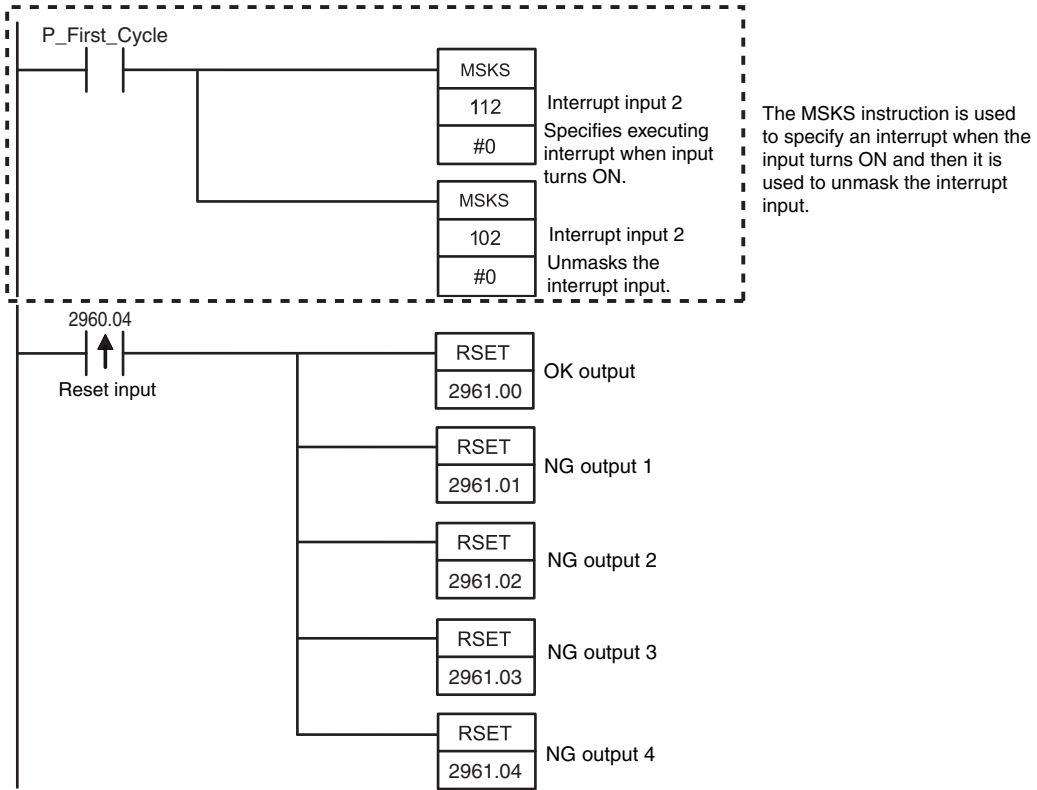 P_First_Cycle
MSKS
112
Interrupt input 2
#0
Specifies executing
interrupt when input
turns ON.
The MSKS instruction is used
to specify an interrupt when the
input turns ON and then it is
used to unmask the interrupt
input.
MSKS
102
Interrupt input 2
#0
Unmasks the
interrupt input.
2960.04
Reset input
RSET
2961.00
OK output
RSET
2961.01
NG output 1
RSET
2961.02
NG output 2
RSET
2961.03
NG output 3
RSET
2961.04
NG output 4